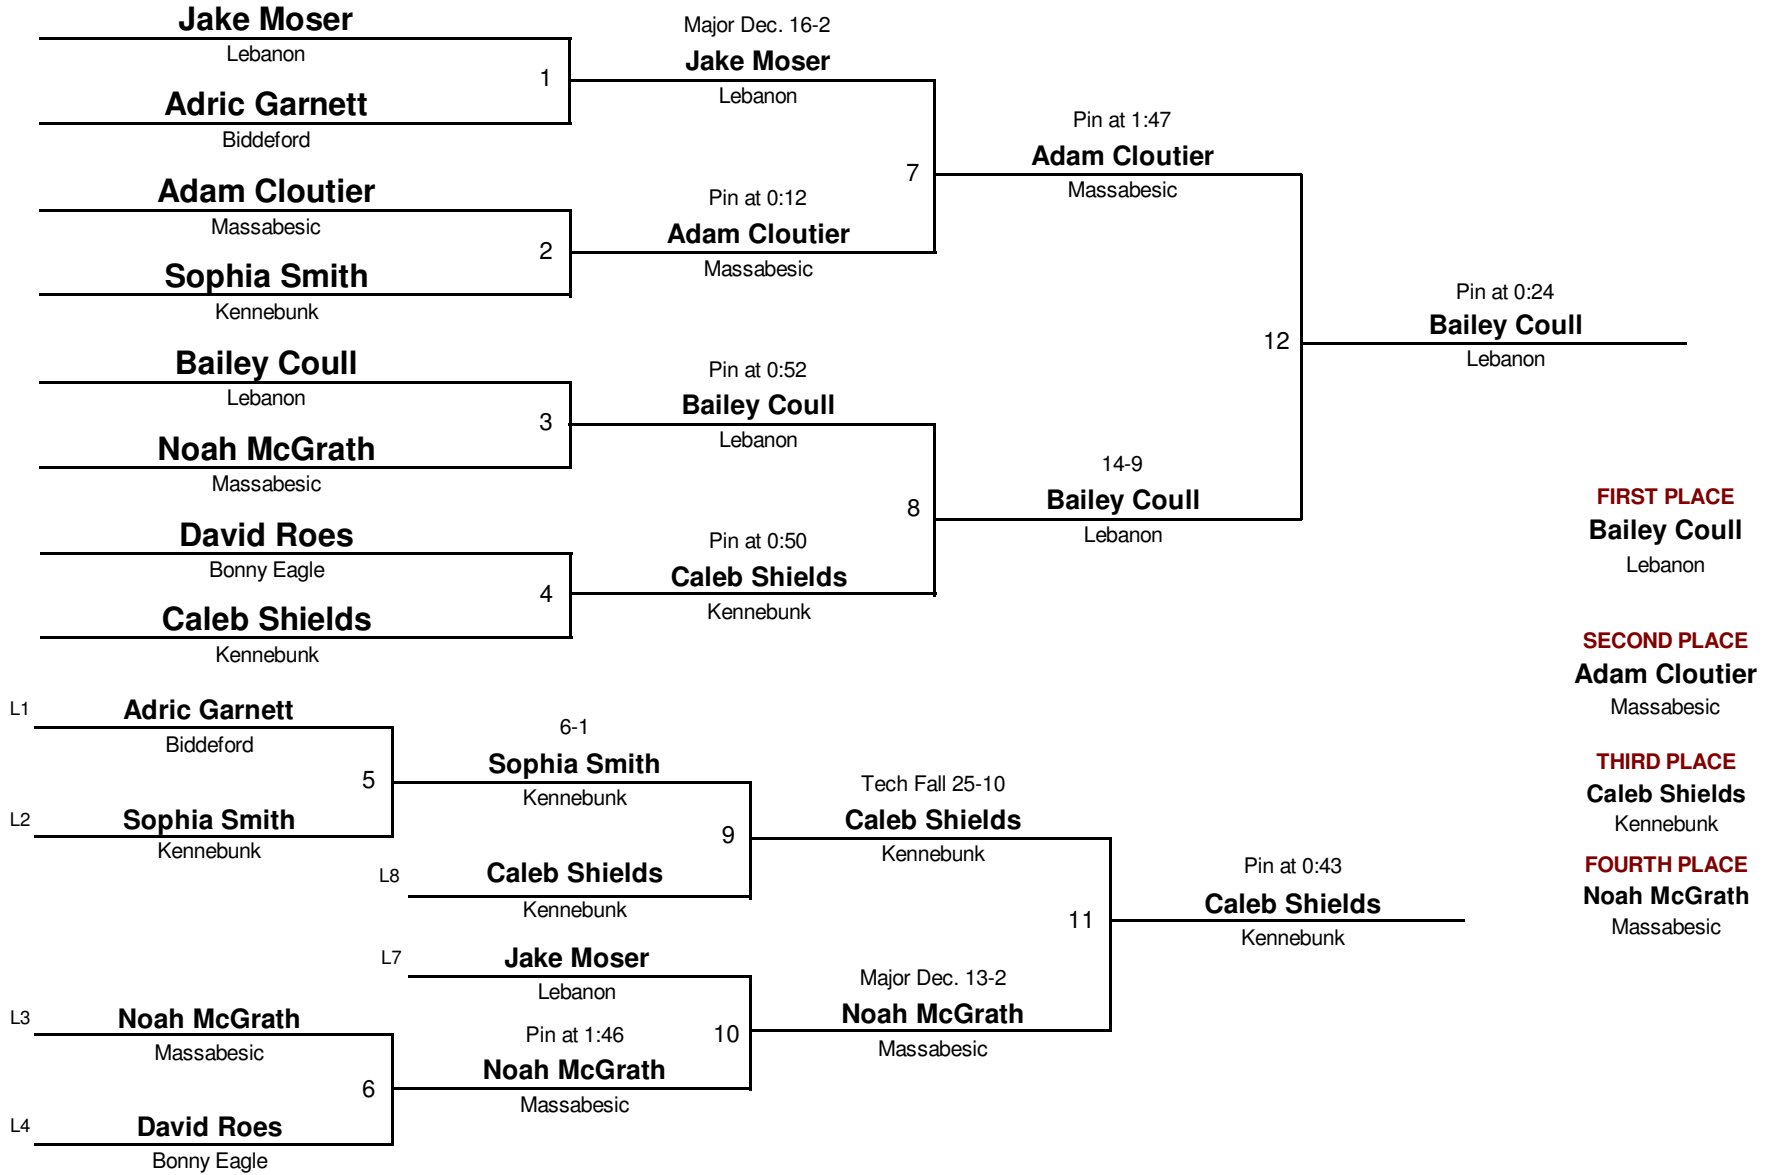 Jake Moser
Lebanon
1
Adric Garnett
Biddeford
Adam Cloutier
Massabesic
2
Sophia Smith
Kennebunk
Bailey Coull
Lebanon
3
Noah McGrath
Massabesic
David Roes
Bonny Eagle
4
Caleb Shields
Kennebunk
Major Dec. 16-2
Jake Moser
Lebanon
7
Pin at 0:12
Adam Cloutier
Massabesic
Pin at 0:52
Bailey Coull
Lebanon
8
Pin at 0:50
Caleb Shields
Kennebunk
Pin at 1:47
Adam Cloutier
Massabesic
12
14-9
Bailey Coull
Lebanon
Pin at 0:24
Bailey Coull
Lebanon
L1
Adric Garnett
Biddeford
5
L2
Sophia Smith
Kennebunk
6-1
Sophia Smith
Kennebunk
9
L8
Caleb Shields
Kennebunk
L7
Jake Moser
Lebanon
10
L3
Noah McGrath
Massabesic
6
L4
David Roes
Bonny Eagle
Pin at 1:46
Noah McGrath
Massabesic
Tech Fall 25-10
Caleb Shields
Kennebunk
11
Major Dec. 13-2
Noah McGrath
Massabesic
Pin at 0:43
Caleb Shields
Kennebunk
FIRST PLACE
Bailey Coull
Lebanon
SECOND PLACE
Adam Cloutier
Massabesic
THIRD PLACE
Caleb Shields
Kennebunk
FOURTH PLACE
Noah McGrath
Massabesic